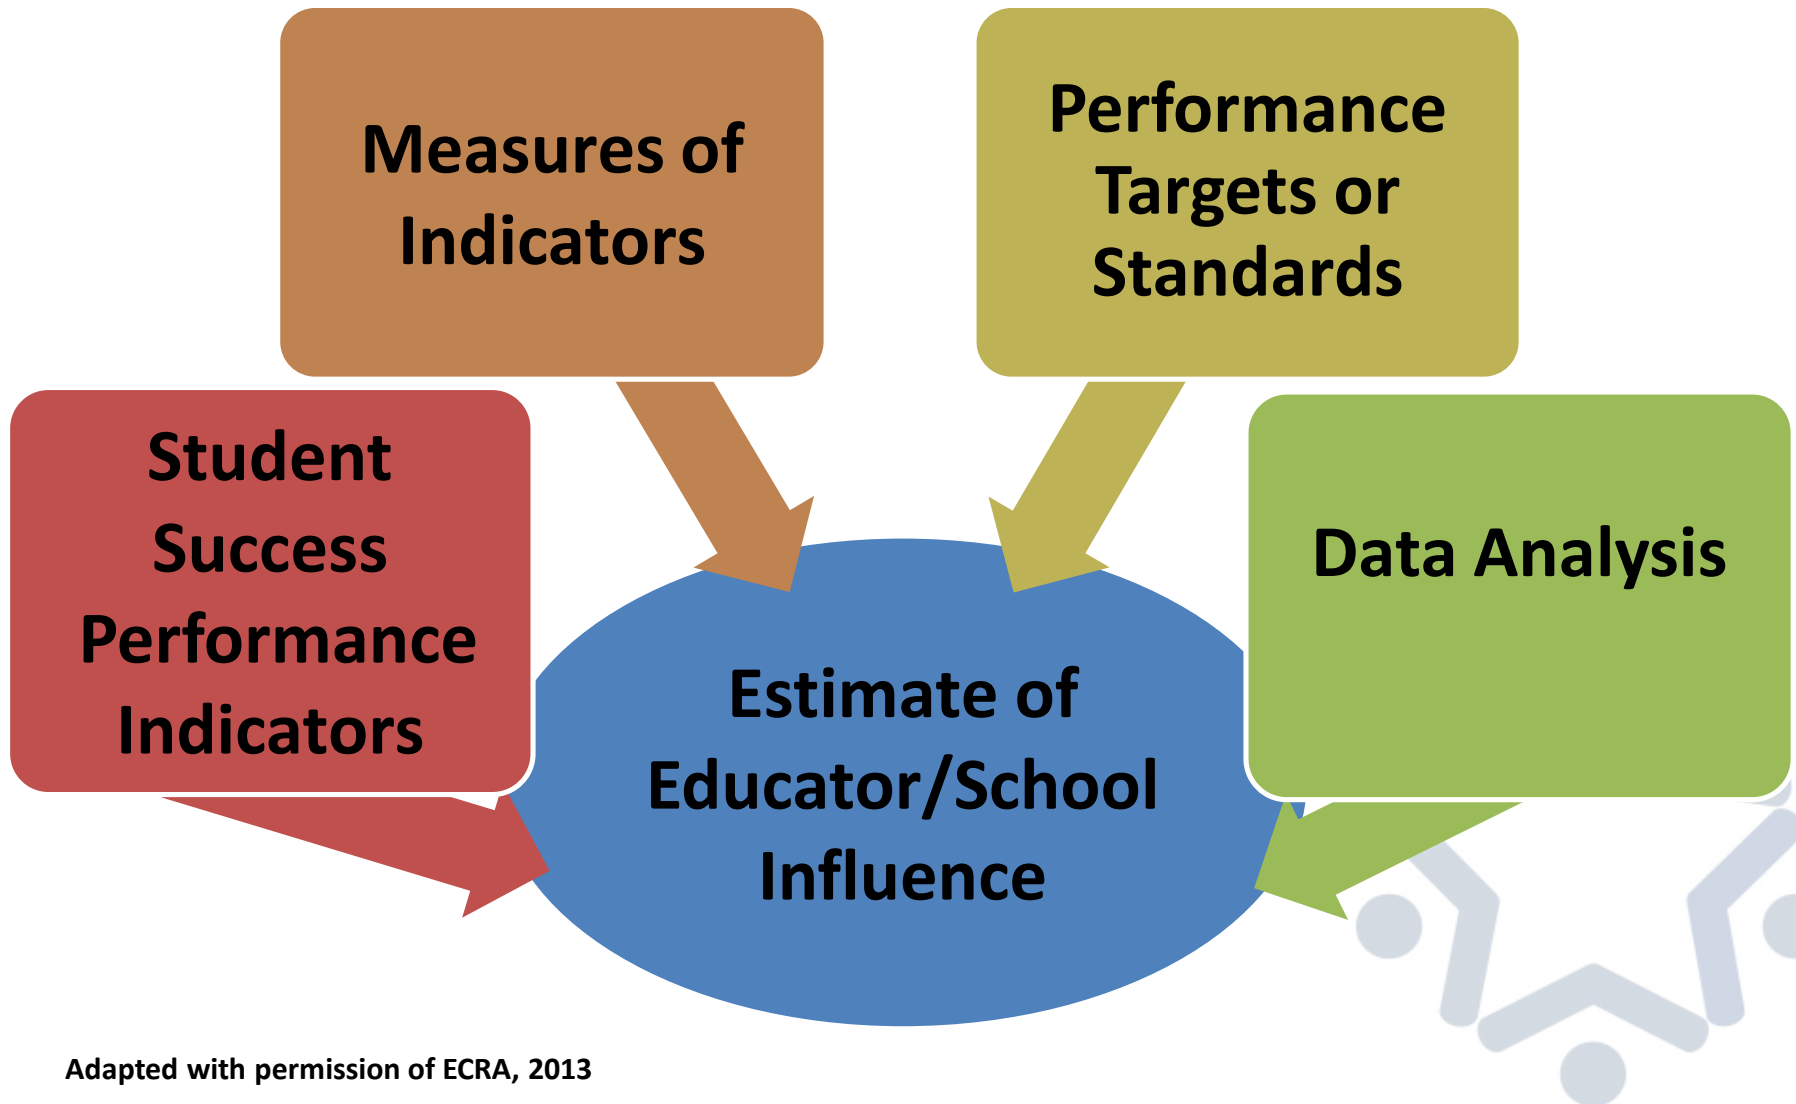 Measures of
Indicators
Performance
Targets or
Standards
Student
Success
Performance
Indicators
Data Analysis
Estimate of
Educator/School
Influence
Adapted with permission of ECRA, 2013